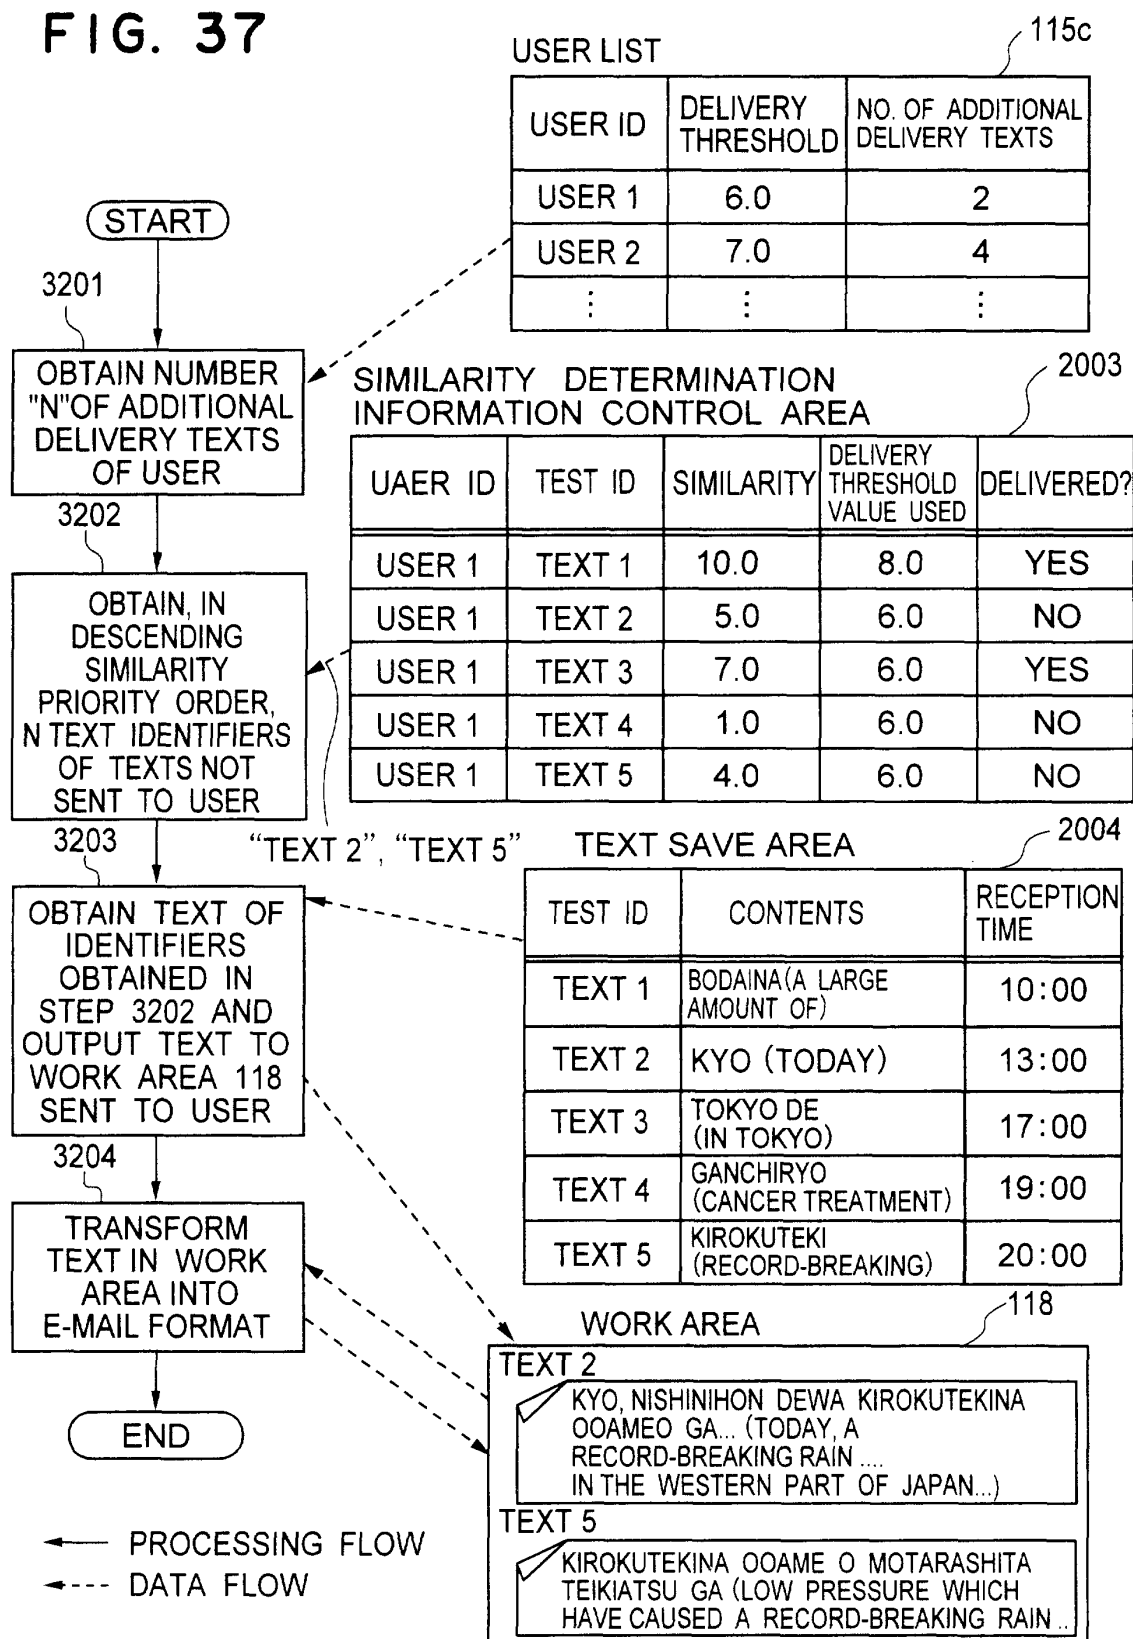 FIG. 37
115c
USER LIST
USER ID
DELIVERY
THRESHOLD
NO. OF ADDITIONAL
DELIVERY TEXTS
USER 1
6.0
2
USER 2
7.0
4
START
3201
OBTAIN NUMBER
"N"OF ADDITIONAL
DELIVERY TEXTS
OF USER
2003
SIMILARITY DETERMINATION
INFORMATION CONTROL AREA
UAER ID
TEST ID
SIMILARITY
DELIVERY
THRESHOLD
VALUE USED
DELIVERED?
USER 1
TEXT 1
10.0
8.0
YES
USER 1
TEXT 2
5.0
6.0
NO
USER 1
TEXT 3
7.0
6.0
YES
USER 1
TEXT 4
1.0
6.0
NO
USER 1
TEXT 5
4.0
6.0
NO
3202
OBTAIN, IN
DESCENDING
SIMILARITY
PRIORITY ORDER,
N TEXT IDENTIFIERS
OF TEXTS NOT
SENT TO USER
"TEXT 2", "TEXT 5"
3203
OBTAIN TEXT OF
IDENTIFIERS
OBTAINED IN
STEP 3202 AND
OUTPUT TEXT TO
WORK AREA 118
SENT TO USER
TEXT SAVE AREA
2004
TEST ID
CONTENTS
RECEPTION
TIME
TEXT 1
BODAINA(A LARGE
AMOUNT OF)
10:00
TEXT 2
KYO (TODAY)
13:00
TEXT 3
TOKYO DE
(IN TOKYO)
17:00
TEXT 4
GANCHIRYO
(CANCER TREATMENT)
19:00
TEXT 5
KIROKUTEKI
(RECORD-BREAKING)
20:00
3204
TRANSFORM
TEXT IN WORK
AREA INTO
E-MAIL FORMAT
END
WORK AREA
118
TEXT 2
KYO, NISHINIHON DEWA KIROKUTEKINA
OOAMEO GA... (TODAY, A
RECORD-BREAKING RAIN ....
IN THE WESTERN PART OF JAPAN...)
TEXT 5
KIROKUTEKINA OOAME O MOTARASHITA
TEIKIATSU GA (LOW PRESSURE WHICH
HAVE CAUSED A RECORD-BREAKING RAIN ..
PROCESSING FLOW
DATA FLOW